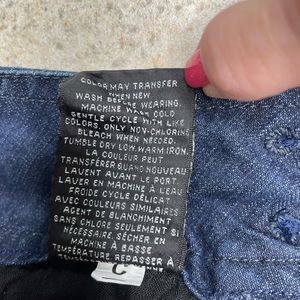 COLOR MAY TRANSFER
WHEN NEW
WASH BEFORE WEARING.
MACHINE WASH COLD
GENTLE CYCLE WITH LIKE
COLORS. ONLY NON-CHLORINE
BLEACH WHEN NEEDED.
TUMBLE DRY LOW. WARM IRON.
LA COULEUR PEUT
TRANSFÉRER QUAND NOUVEAU
LAVENT AVANT LE PORT
LAVER EN MACHINE À L'EAU
FROIDE CYCLE DÉLICAT
AVEC COULEURS SIMILAIRES
AGENT DE BLANCHIMENT
SANS CHLORE SEULEMENT SI
NÉCESSAIRE SÉCHER EN
MACHINE À BASSE
TEMPÉRATURE REPASSER À
C